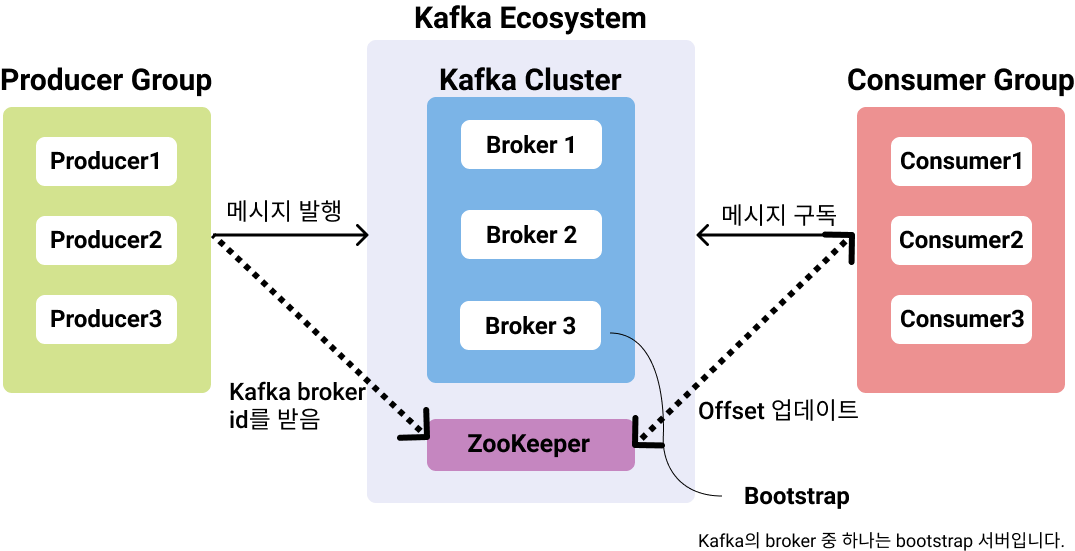 Kafka Ecosystem
Producer Group
Kafka Cluster
Consumer Group
Producer1
Producer2
Producer3
메시지 발행
Broker 1
Broker 2
Broker 3
메시지 구독
Consumer1
Consumer2
Consumer3
Kafka broker
id를 받음
ZooKeeper
Offset 업데이트
Bootstrap
Kafka의 broker 중 하나는 bootstrap 서버입니다.